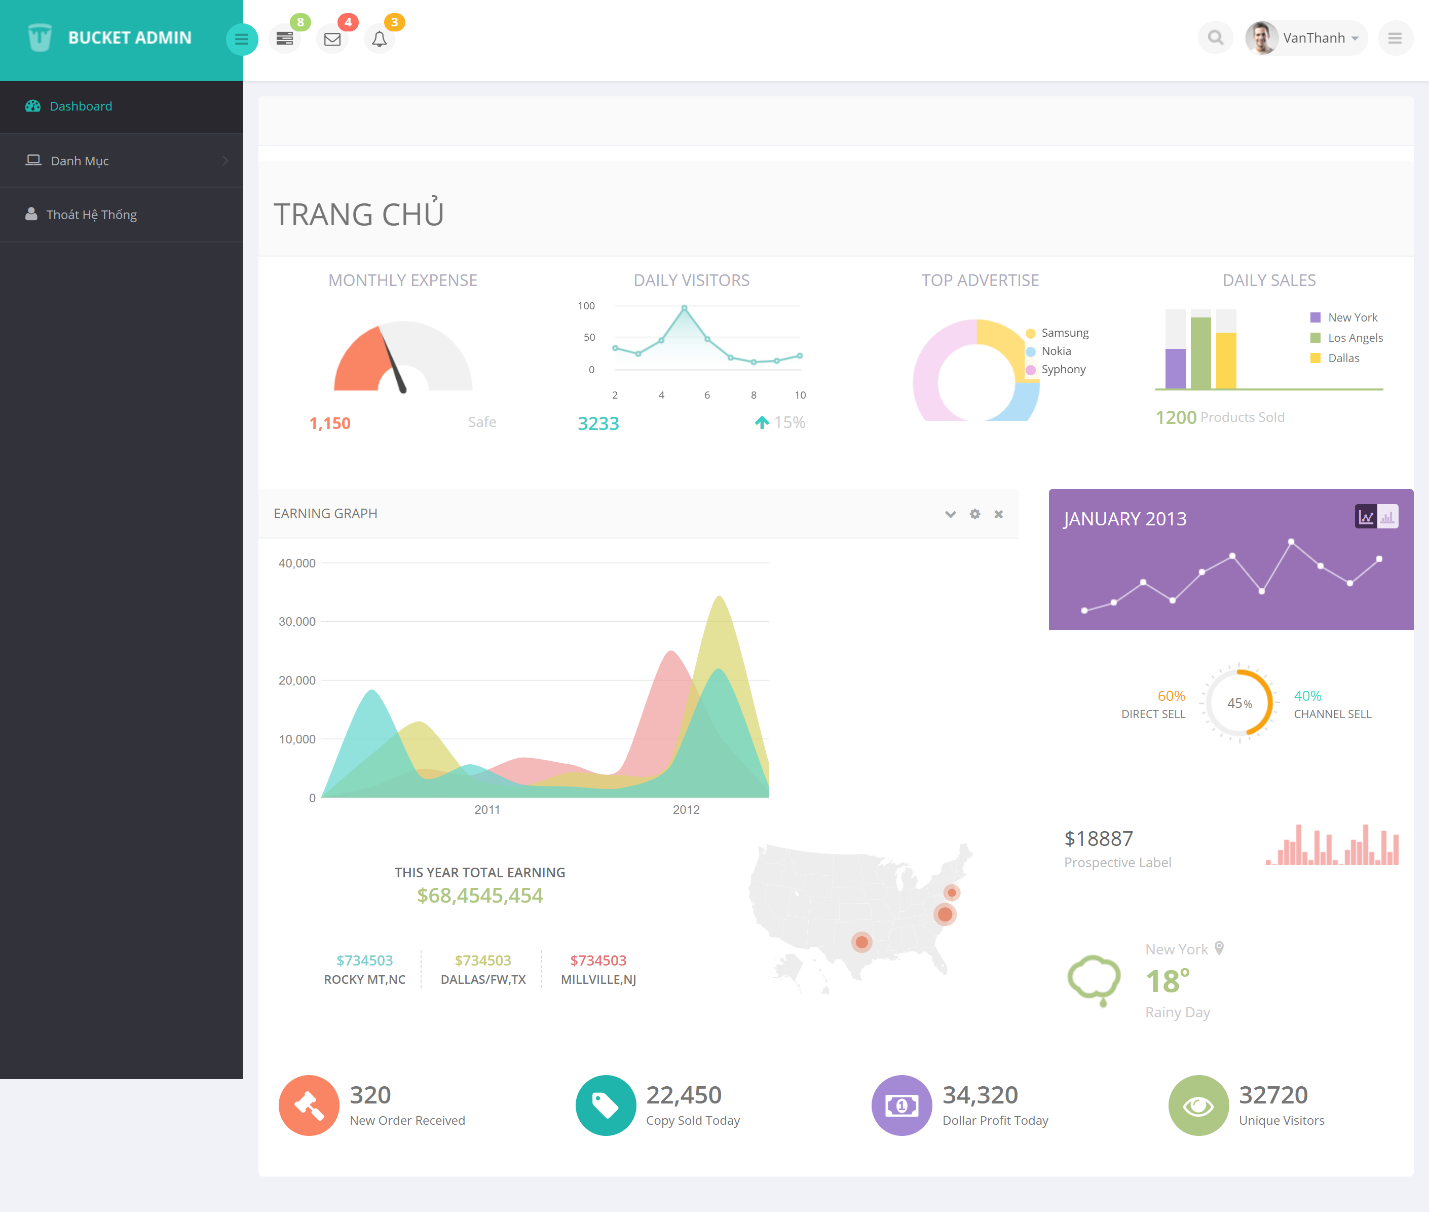 BUCKET ADMIN
8
4
3
VanThanh
Dashboard
Danh Mục
Thoát Hệ Thống
TRANG CHỦ
MONTHLY EXPENSE
1,150
Safe
DAILY VISITORS
100
50
0
2 4 6 8 10
3233
15%
TOP ADVERTISE
Samsung
Nokia
Syphony
DAILY SALES
New York
Los Angels
Dallas
1200 Products Sold
EARNING GRAPH
40,000
30,000
20,000
10,000
0
2011 2012
THIS YEAR TOTAL EARNING
$68,4545,454
$734503
ROCKY MT,NC
$734503
DALLAS/FW,TX
$734503
MILLVILLE,NJ
JANUARY 2013
60%
DIRECT SELL
45%
40%
CHANNEL SELL
$18887
Prospective Label
New York
18°
Rainy Day
320
New Order Received
22,450
Copy Sold Today
34,320
Dollar Profit Today
32720
Unique Visitors